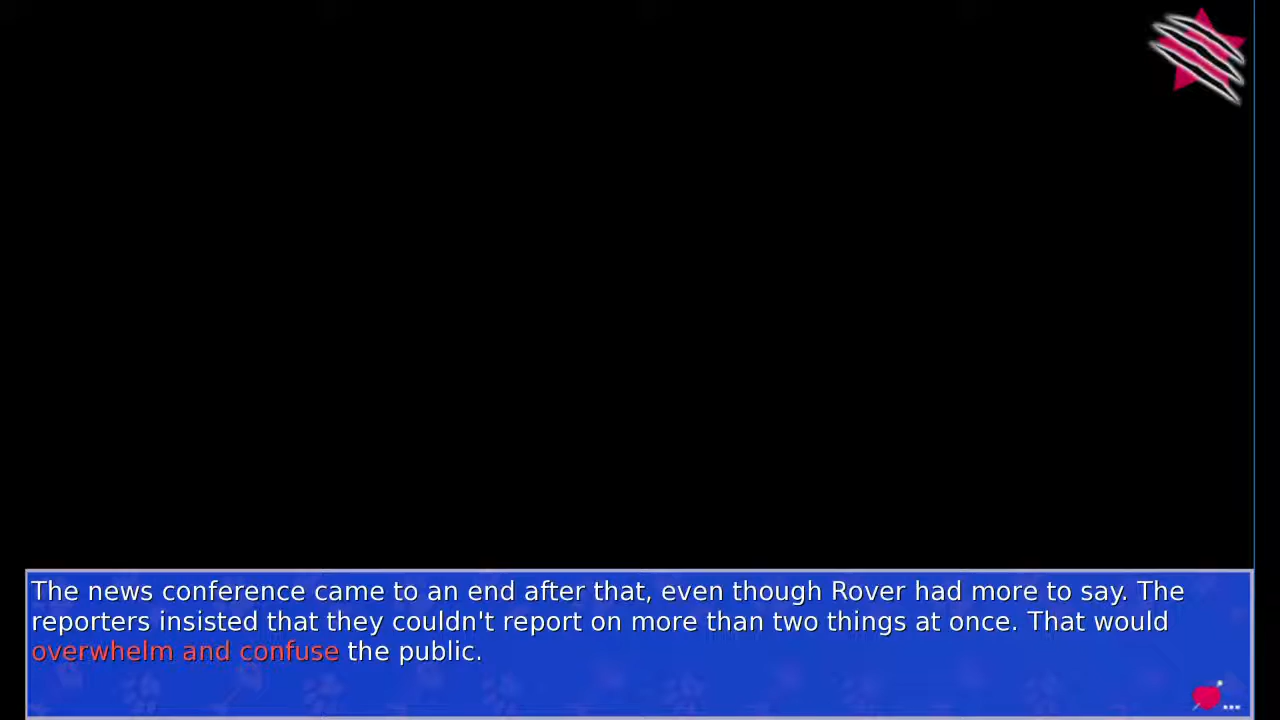 The news conference came to an end after that, even though Rover had more to say. The
reporters insisted that they couldn't report on more than two things at once. That would
overwhelm and confuse the public.
...